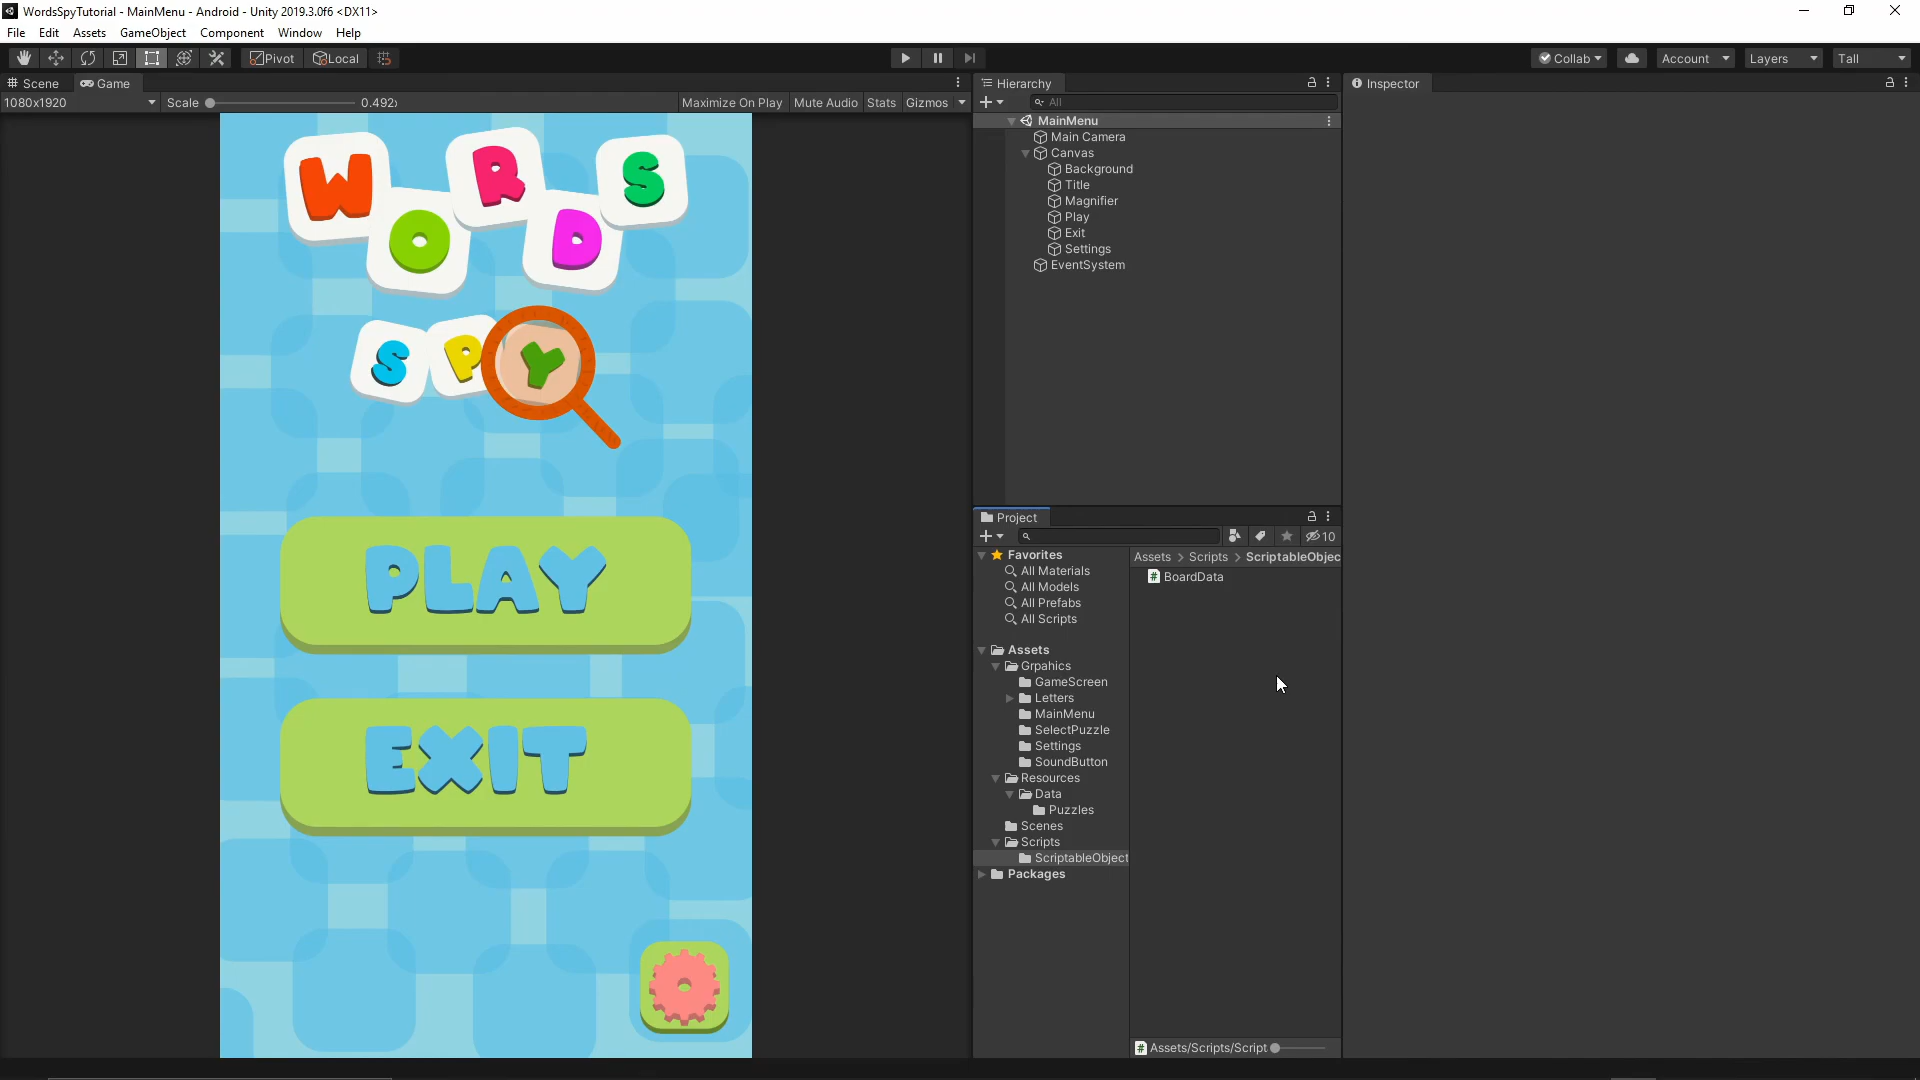 WordsSpyTutorial - MainMenu - Android - Unity 2019.3.0f6 <DX11>
File Edit Assets GameObject Component Window Help
Pivot Local Collab Account Layers Tall
Scene Game
1080x1920 Scale 0.492x Maximize On Play Mute Audio Stats Gizmos
WORDS
SPY
PLAY
EXIT
Hierarchy
All
MainMenu
Main Camera
Canvas
Background
Title
Magnifier
Play
Exit
Settings
EventSystem
Project
10
Favorites
All Materials
All Models
All Prefabs
All Scripts
Assets
Grpahics
GameScreen
Letters
MainMenu
SelectPuzzle
Settings
SoundButton
Resources
Data
Puzzles
Scenes
Scripts
ScriptableObject
Packages
Assets > Scripts > ScriptableObjec
BoardData
Assets/Scripts/Script
Inspector